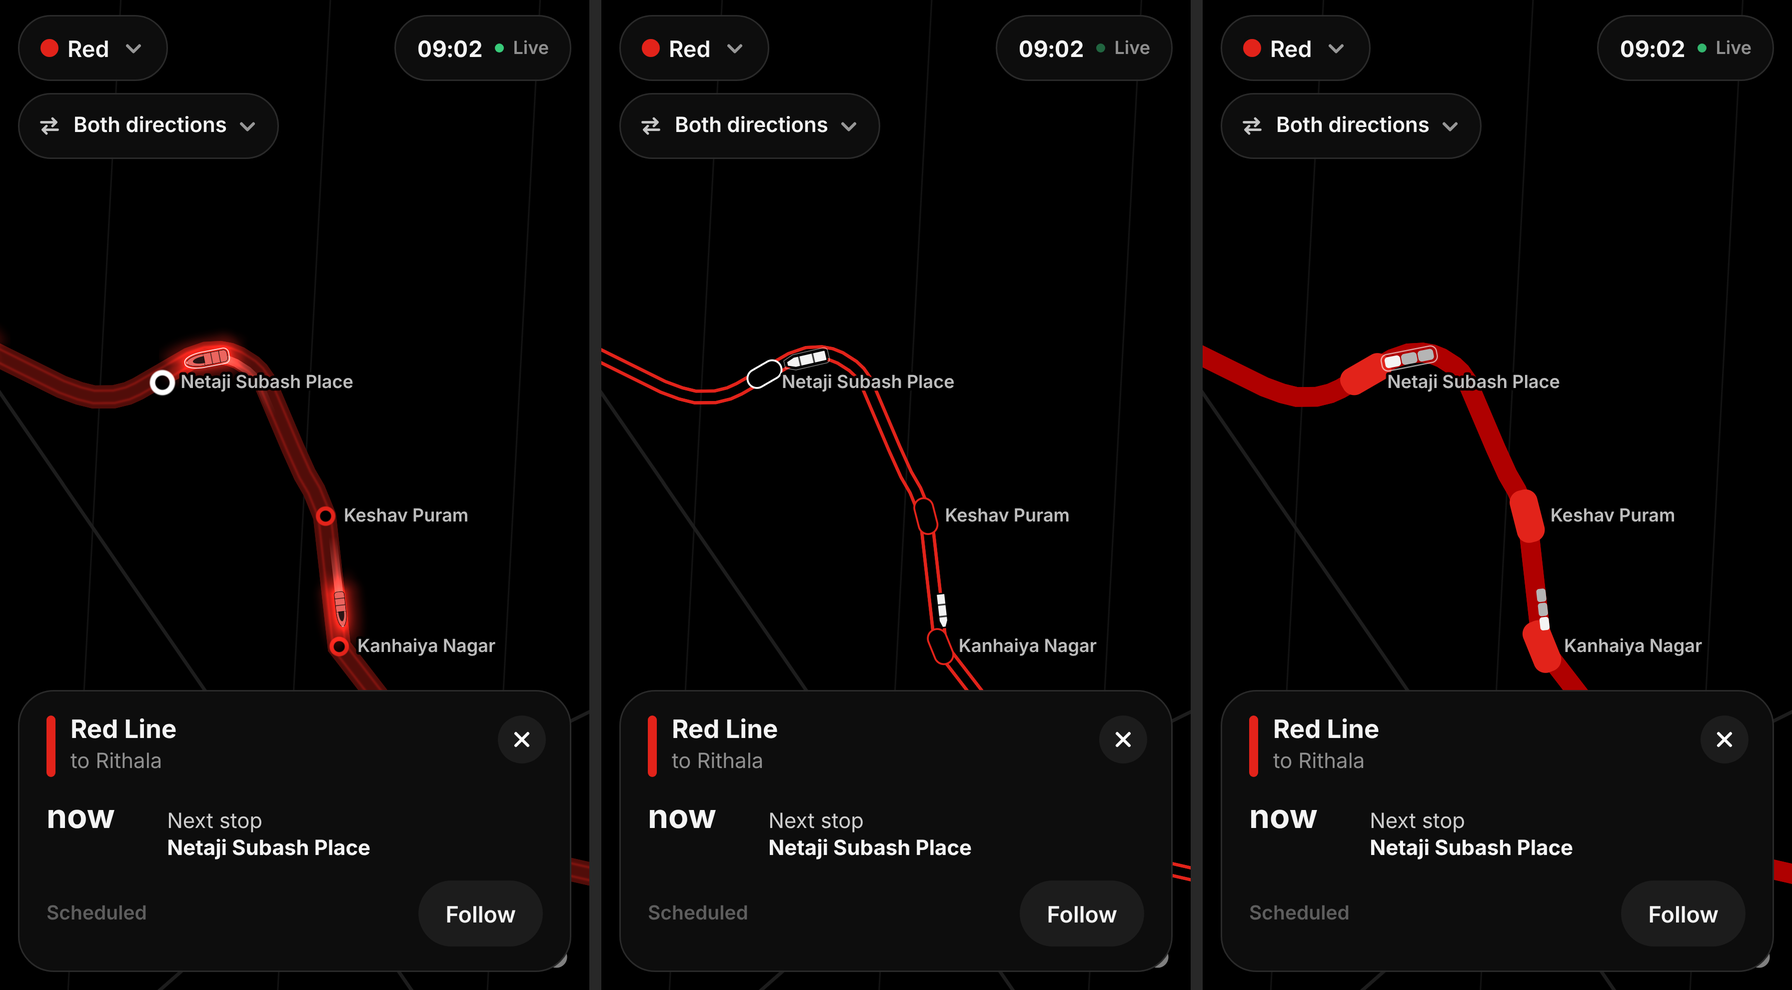 Red
09:02 Live
Both directions
Netaji Subash Place
Keshav Puram
Kanhaiya Nagar
Red Line
to Rithala
now
Next stop
Netaji Subash Place
Scheduled
Follow
Red
09:02 Live
Both directions
Netaji Subash Place
Keshav Puram
Kanhaiya Nagar
Red Line
to Rithala
now
Next stop
Netaji Subash Place
Scheduled
Follow
Red
09:02 Live
Both directions
Netaji Subash Place
Keshav Puram
Kanhaiya Nagar
Red Line
to Rithala
now
Next stop
Netaji Subash Place
Scheduled
Follow